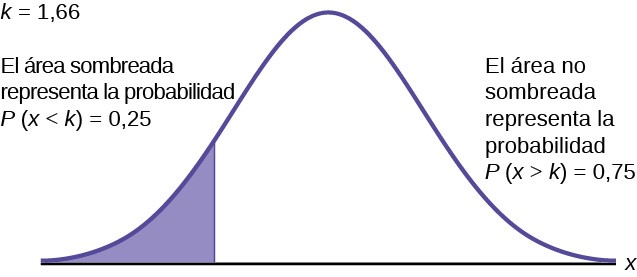 k = 1,66
El área sombreada
representa la probabilidad
P (x < k) = 0,25
El área no
sombreada
representa la
probabilidad
P (x > k) = 0,75
x